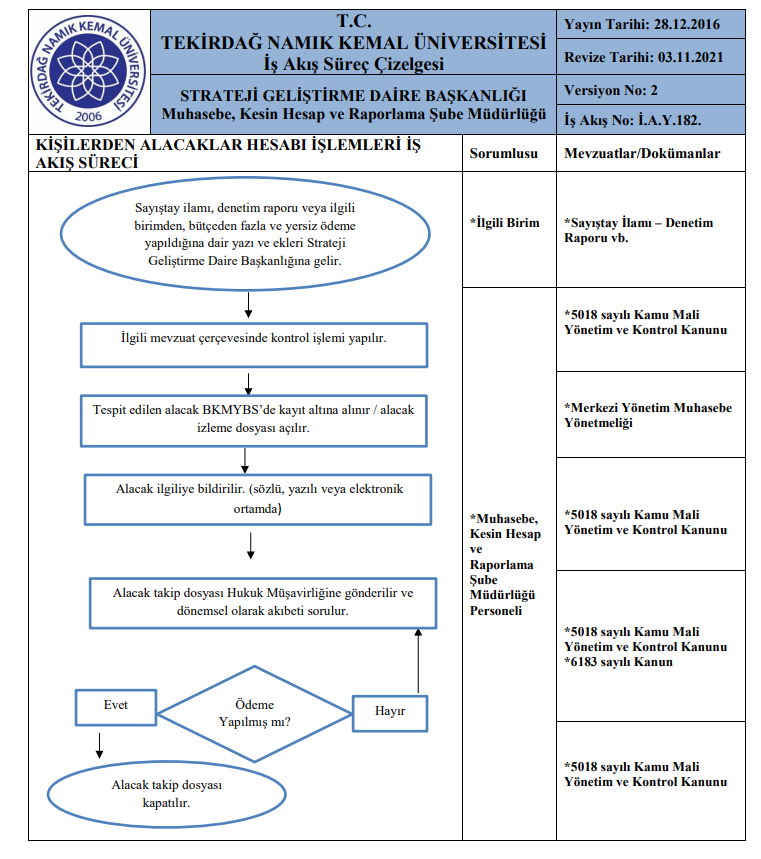 TEKİRDAĞ NAMIK KEMAL ÜNİVERSİTESİ
2006
T.C.
TEKİRDAĞ NAMIK KEMAL ÜNİVERSİTESİ
İş Akış Süreç Çizelgesi
STRATEJİ GELİŞTİRME DAİRE BAŞKANLIĞI
Muhasebe, Kesin Hesap ve Raporlama Şube Müdürlüğü
Yayın Tarihi: 28.12.2016
Revize Tarihi: 03.11.2021
Versiyon No: 2
İş Akış No: İ.A.Y.182.
KİŞİLERDEN ALACAKLAR HESABI İŞLEMLERİ İŞ
AKIŞ SÜRECİ
Sorumlusu
Mevzuatlar/Dokümanlar
Sayıştay ilamı, denetim raporu veya ilgili
birimden, bütçeden fazla ve yersiz ödeme
yapıldığına dair yazı ve ekleri Strateji
Geliştirme Daire Başkanlığına gelir.
*İlgili Birim
*Sayıştay İlamı – Denetim
Raporu vb.
İlgili mevzuat çerçevesinde kontrol işlemi yapılır.
*5018 sayılı Kamu Mali
Yönetim ve Kontrol Kanunu
Tespit edilen alacak BKMYBS’de kayıt altına alınır / alacak
izleme dosyası açılır.
*Merkezi Yönetim Muhasebe
Yönetmeliği
Alacak ilgiliye bildirilir. (sözlü, yazılı veya elektronik
ortamda)
*5018 sayılı Kamu Mali
Yönetim ve Kontrol Kanunu
*Muhasebe,
Kesin Hesap
ve
Raporlama
Şube
Müdürlüğü
Personeli
Alacak takip dosyası Hukuk Müşavirliğine gönderilir ve
dönemsel olarak akıbeti sorulur.
*5018 sayılı Kamu Mali
Yönetim ve Kontrol Kanunu
*6183 sayılı Kanun
Evet
Ödeme
Yapılmış mı?
Hayır
Alacak takip dosyası
kapatılır.
*5018 sayılı Kamu Mali
Yönetim ve Kontrol Kanunu